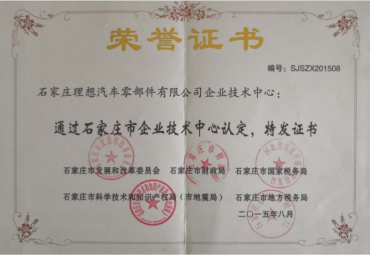 荣誉证书
编号：SJSZX201508
石家庄理想汽车零部件有限公司企业技术中心：
通过石家庄市企业技术中心认定，特发证书
石家庄市发展和改革委员会 石家庄市财政局 石家庄市国家税务局
石家庄市科学技术和知识产权局（市地震局） 石家庄市地方税务局
二〇一五年八月